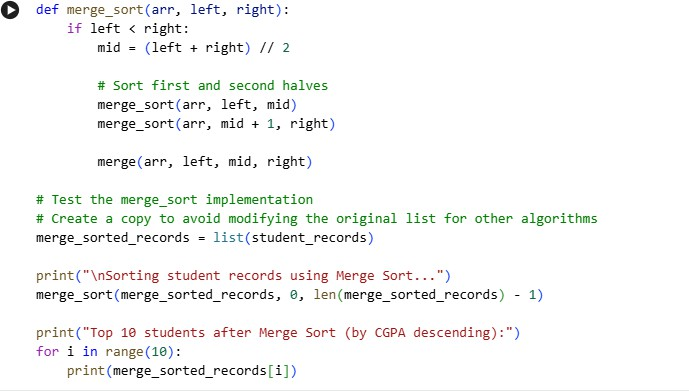 def merge_sort(arr, left, right):
    if left < right:
        mid = (left + right) // 2

        # Sort first and second halves
        merge_sort(arr, left, mid)
        merge_sort(arr, mid + 1, right)

        merge(arr, left, mid, right)

# Test the merge_sort implementation
# Create a copy to avoid modifying the original list for other algorithms
merge_sorted_records = list(student_records)

print("\nSorting student records using Merge Sort...")
merge_sort(merge_sorted_records, 0, len(merge_sorted_records) - 1)

print("Top 10 students after Merge Sort (by CGPA descending):")
for i in range(10):
    print(merge_sorted_records[i])